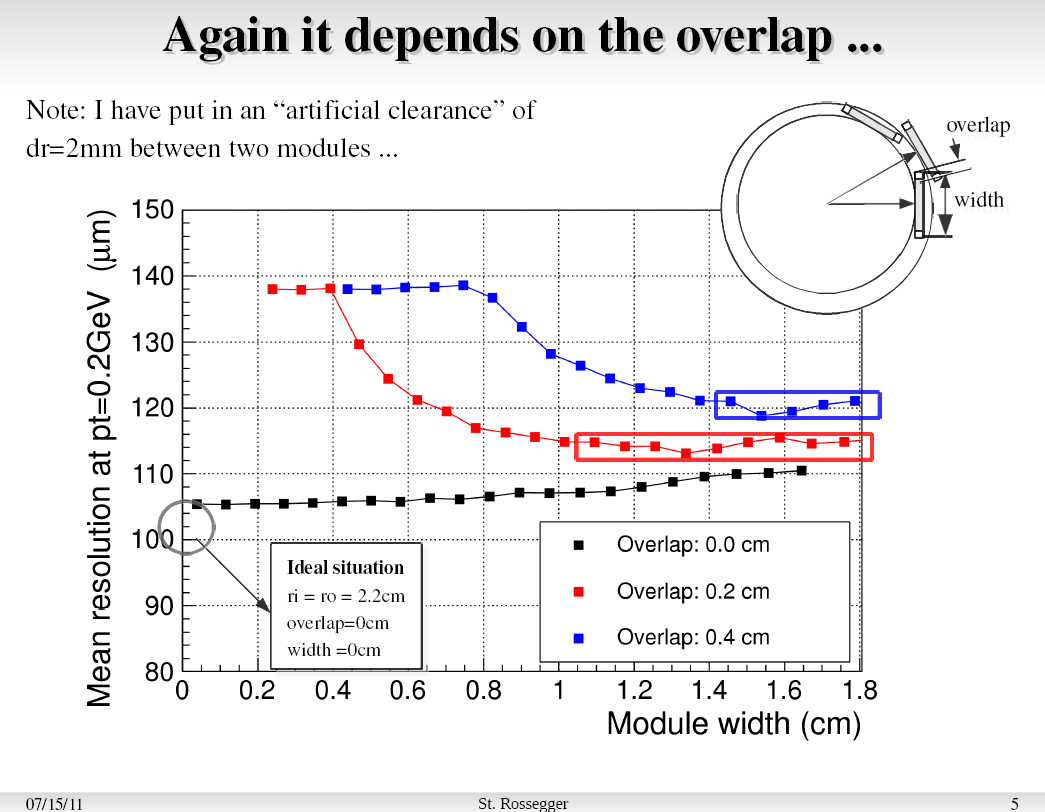 Again it depends on the overlap ...
Note: I have put in an “artificial clearance” of
dr=2mm between two modules ...
overlap
width
Mean resolution at pt=0.2GeV (μm)
150
140
130
120
110
100
90
80
0 0.2 0.4 0.6 0.8 1 1.2 1.4 1.6 1.8
Module width (cm)
Ideal situation
ri = ro = 2.2cm
overlap=0cm
width =0cm
Overlap: 0.0 cm
Overlap: 0.2 cm
Overlap: 0.4 cm
07/15/11 St. Rossegger 5